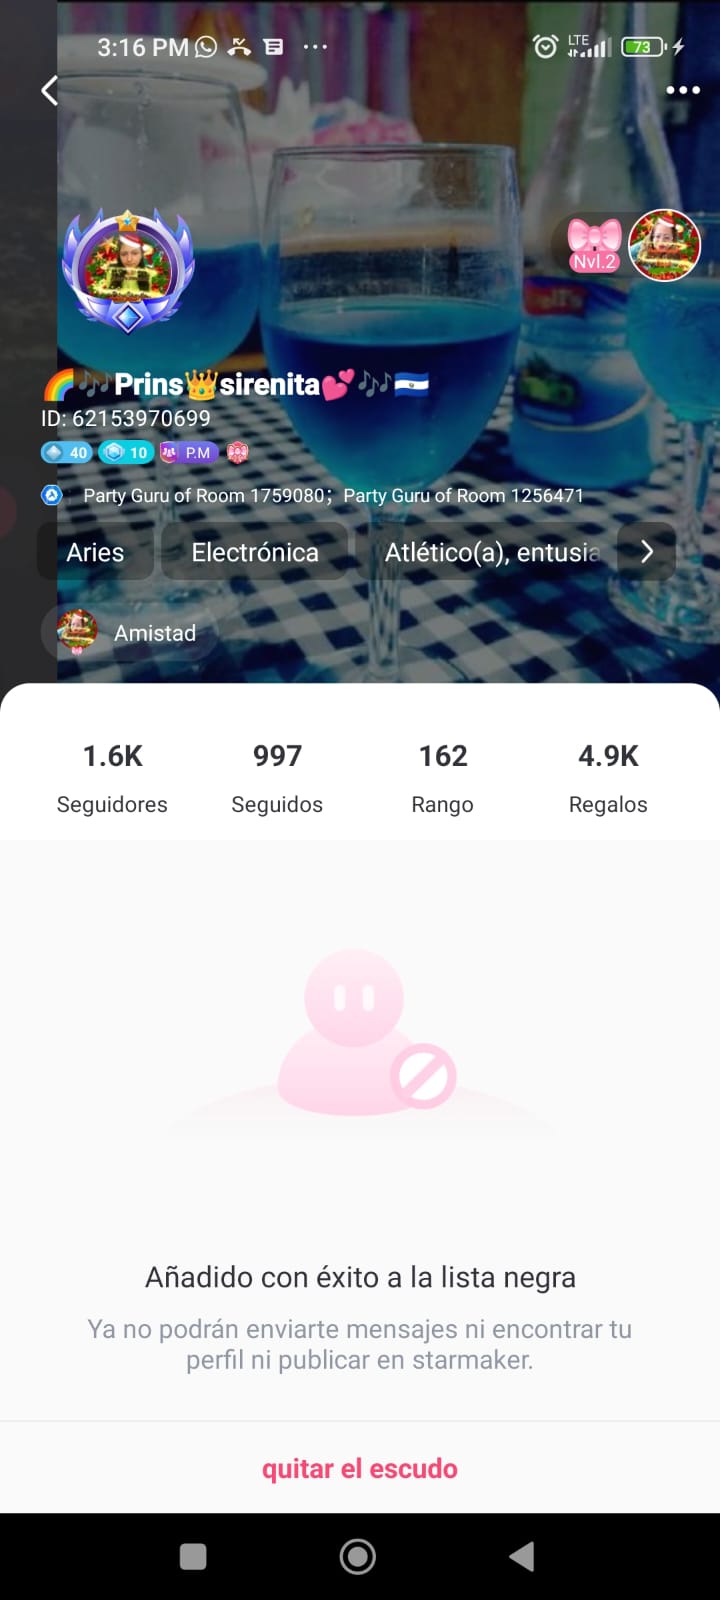 3:16 PM
LTE
73
Nvl.2
🌈🎶Prins👑sirenita💕🎶🇸🇻
ID: 62153970699
40 10 P.M
Party Guru of Room 1759080; Party Guru of Room 1256471
Aries Electrónica Atlético(a), entusia
Amistad
1.6K 997 162 4.9K
Seguidores Seguidos Rango Regalos
Añadido con éxito a la lista negra
Ya no podrán enviarte mensajes ni encontrar tu
perfil ni publicar en starmaker.
quitar el escudo